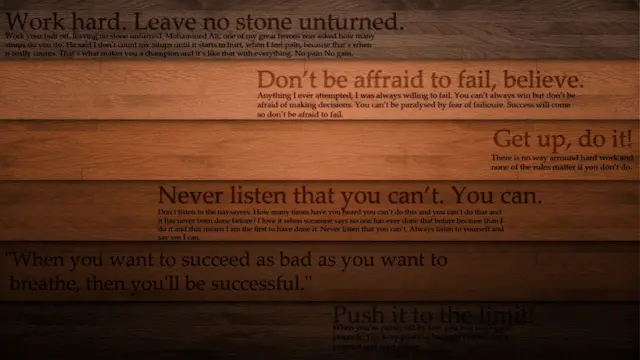 Work hard. Leave no stone unturned.
Work your butt off, leaving no stone unturned, Mohammed Ali, one of my great heroes was asked how many
situps do you do. He said I don't count my situps until it starts to hurt, when I feel pain, because that's when
it really counts. That's what makes you a champion and it's like that with everything. No pain No gain.
Don't be affraid to fail, believe.
Anything I ever attempted, I was always willing to fail. You can't always win but don't be
afraid of making decisions. You can't be paralysed by fear of failiouse. Success will come
so don't be afraid to fail.
Get up, do it!
There is no way arround hard work and
none of the rules matter if you don't do.
Never listen that you can't. You can.
Don't listen to the nay-sayers. How many times have you heard you can't do this and you can't do that and
it has never been done before? I love it when someone says no one has ever done that before because than I
do it and that means I am the first to have done it. Never listen that you can't. Always listen to yourself and
say yes I can.
"When you want to succeed as bad as you want to
breathe, then you'll be successful."
Push it to the limit!